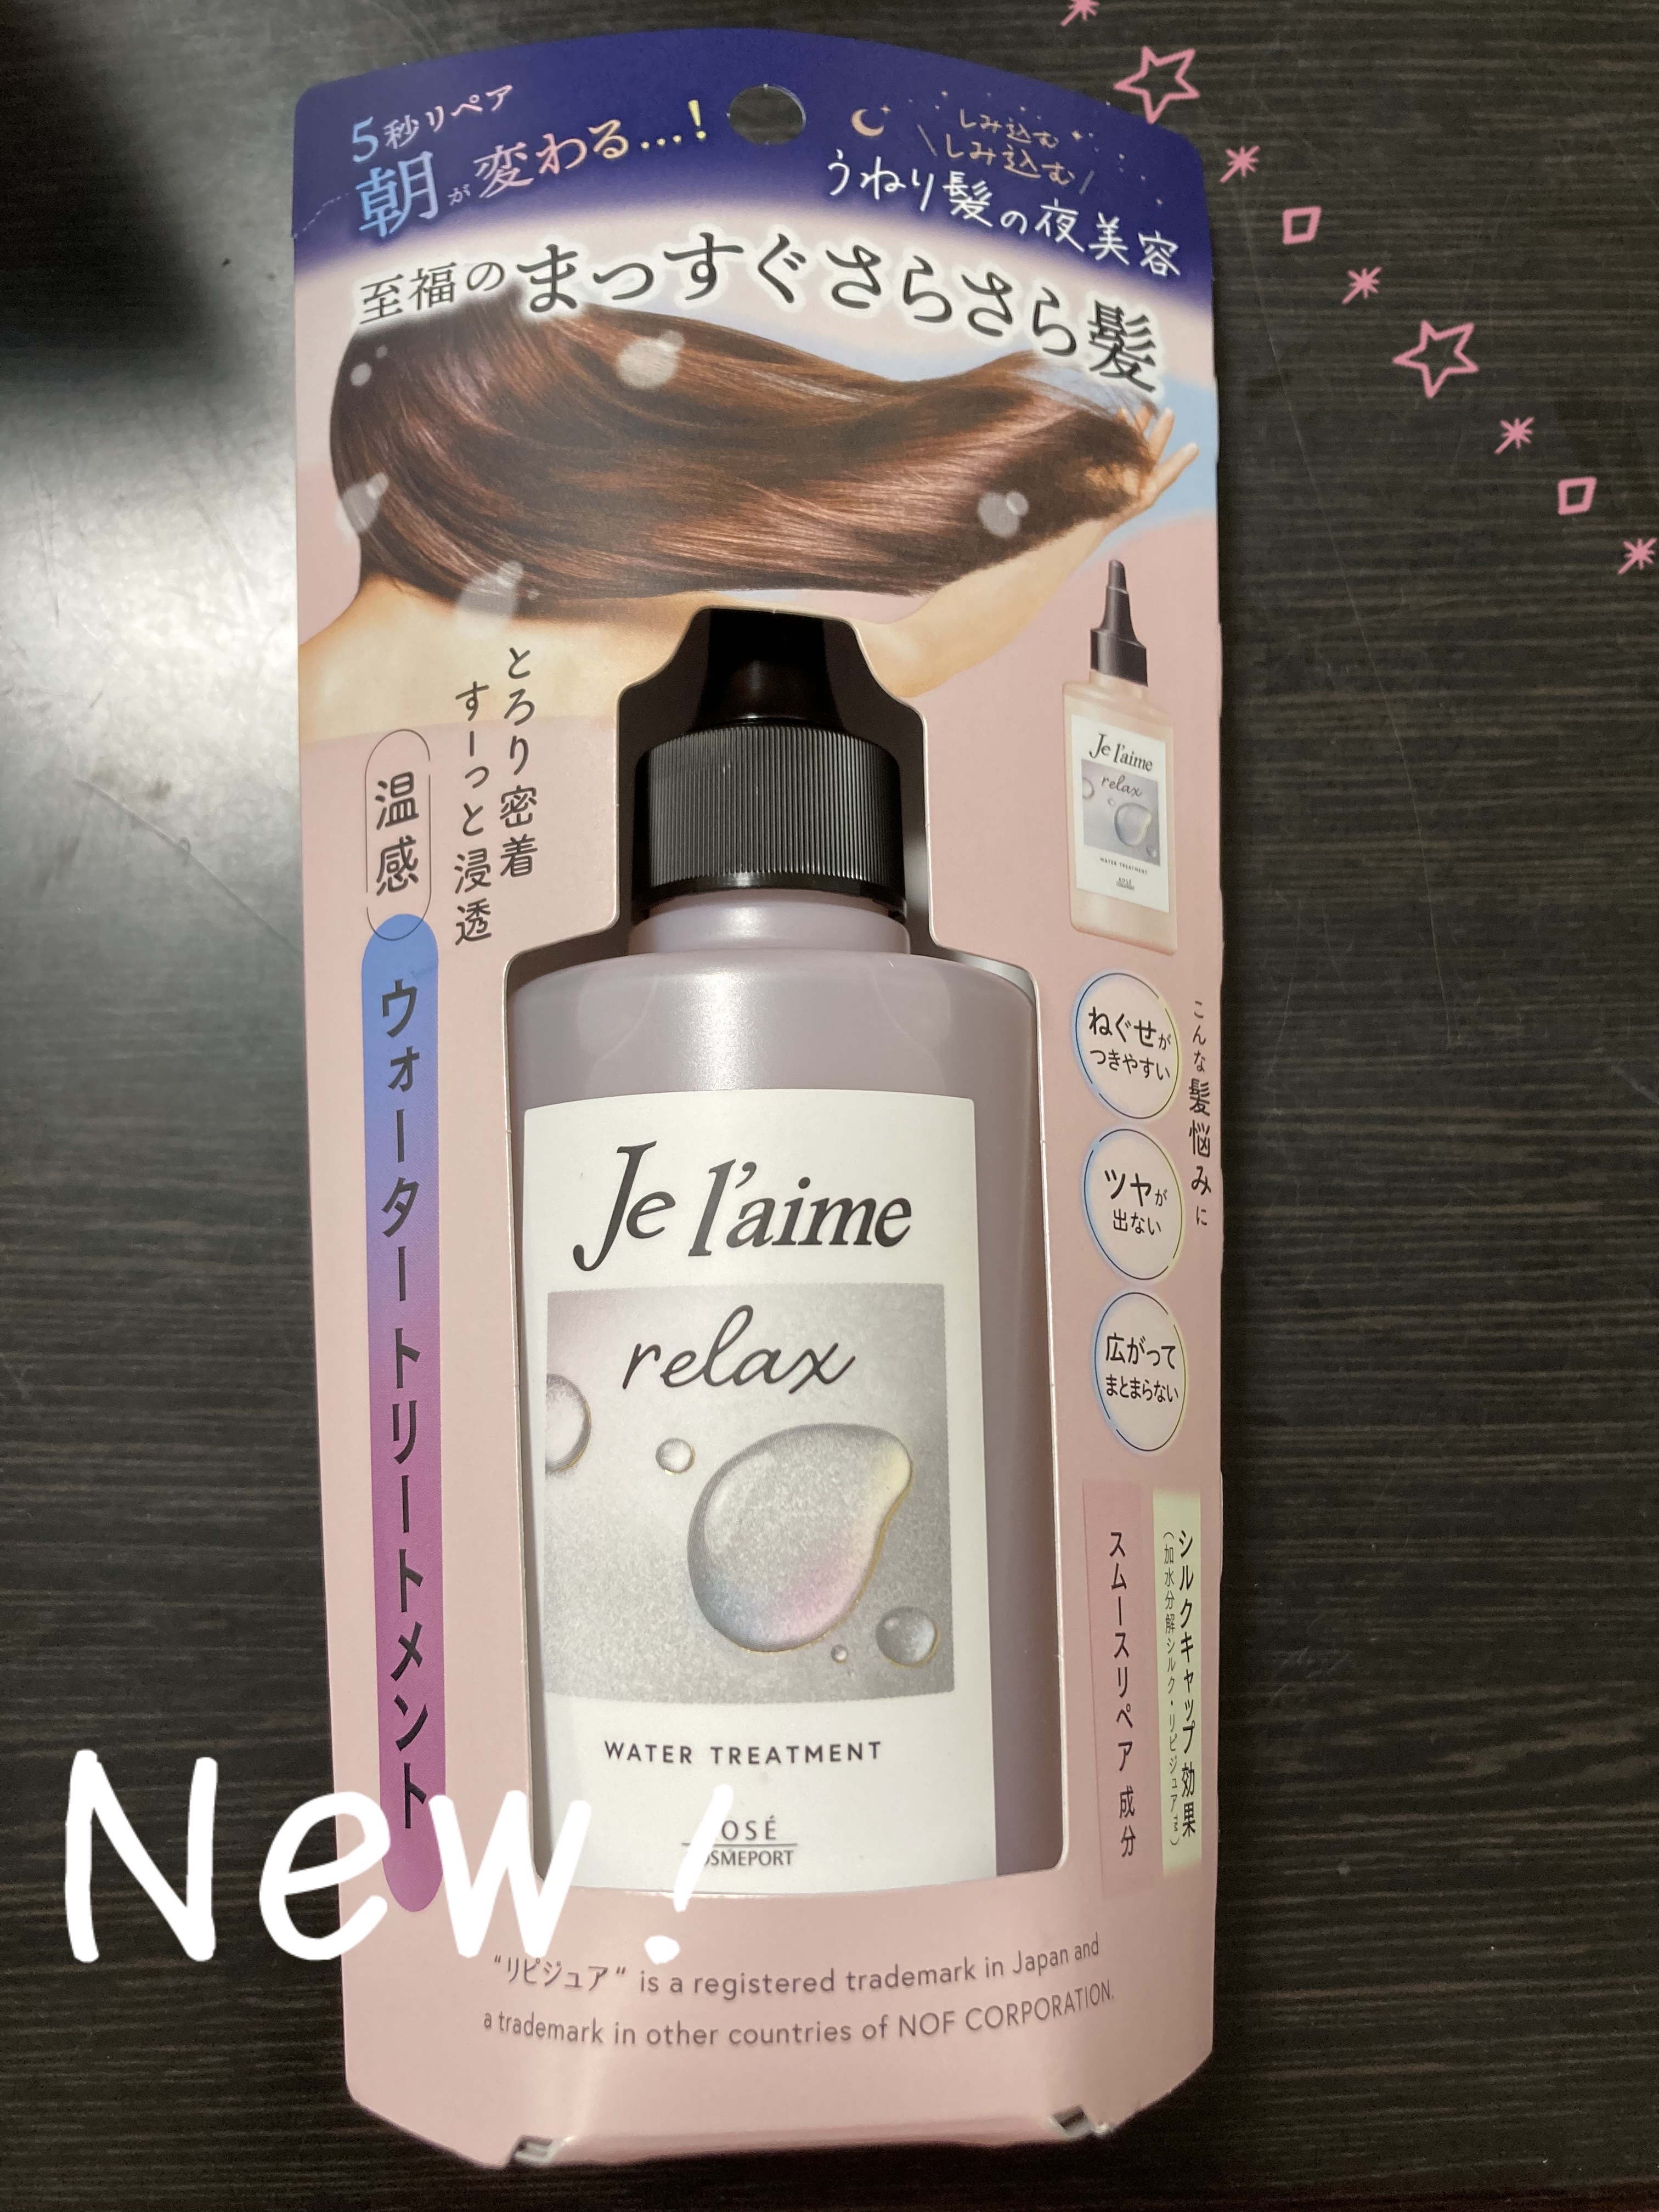 5秒リペア
朝が変わる…!
しみ込む
\しみ込む/
うねり髪の夜美容
至福のまっすぐさらさら髪
とろり密着
すーっと浸透
温感
ウォータートリートメント
Je l'aime
relax
WATER TREATMENT
こんな髪悩みに
ねぐせが
つきやすい
ツヤが
出ない
広がって
まとまらない
シルクキャップ効果
(加水分解シルク・リピジュア™)
スムースリペア成分
Je l'aime
relax
WATER TREATMENT
New!
"リピジュア" is a registered trademark in Japan and
a trademark in other countries of NOF CORPORATION.